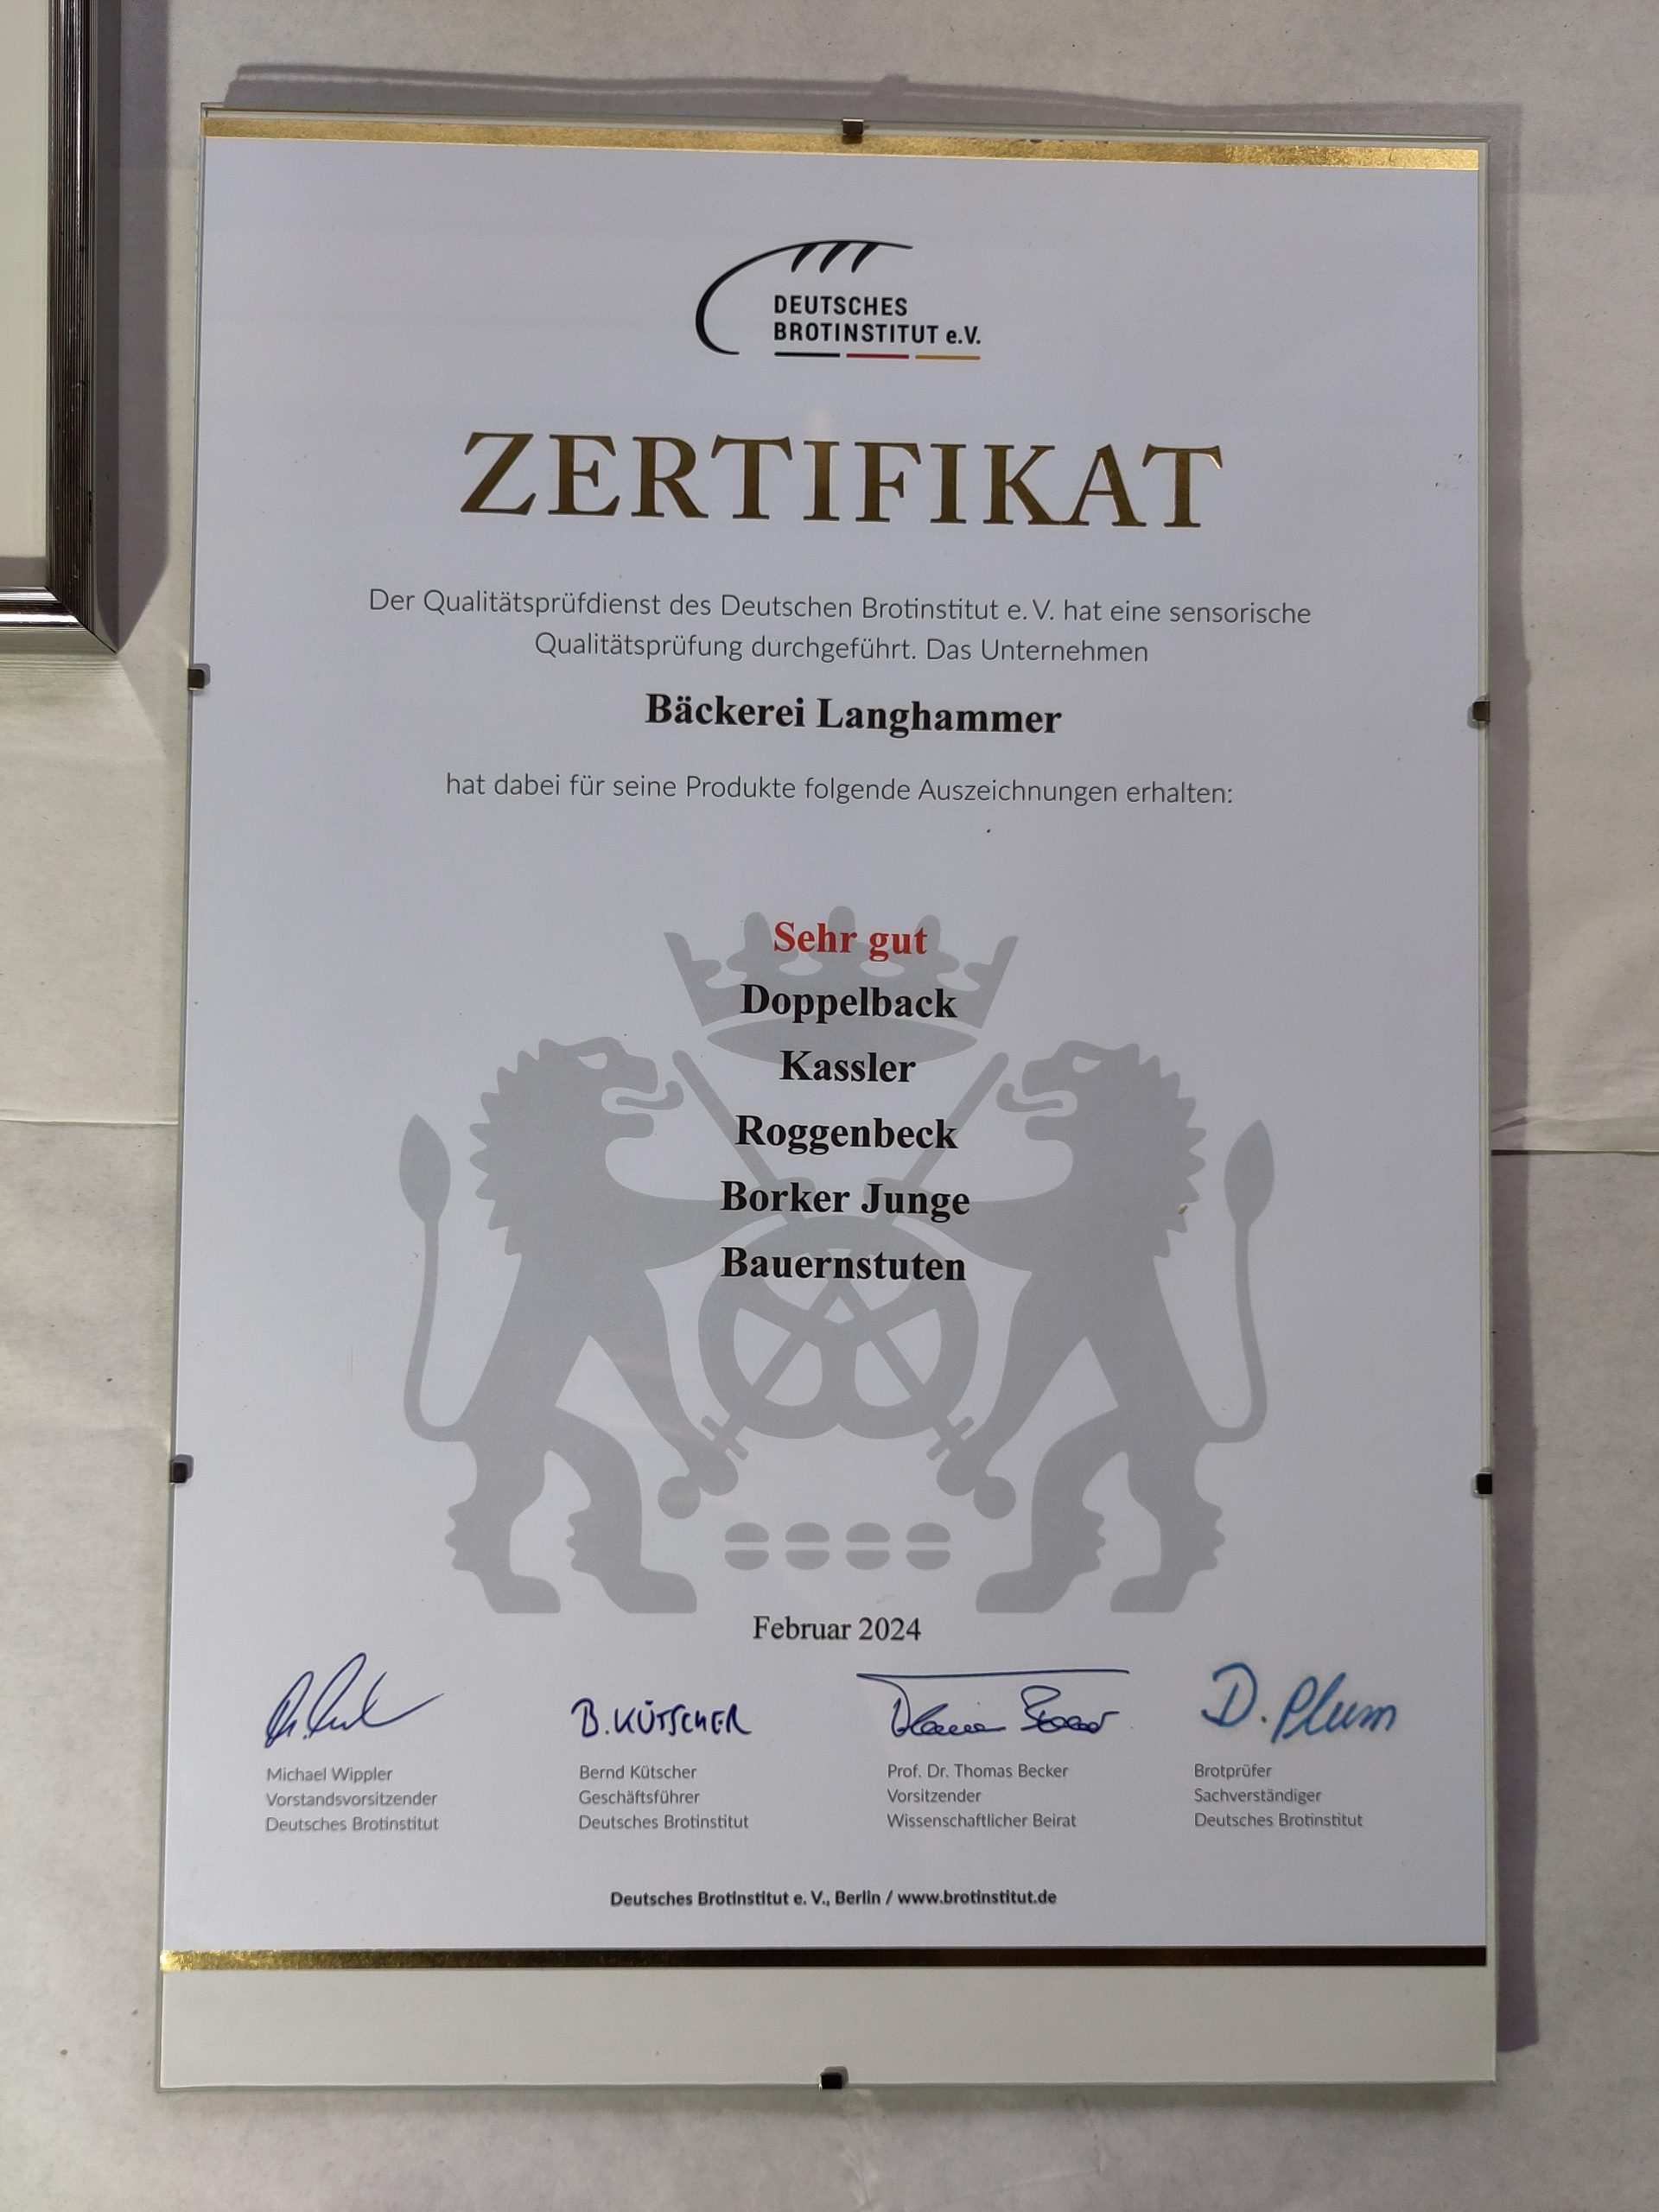 DEUTSCHES
BROTINSTITUT e.V.
ZERTIFIKAT
Der Qualitätsprüfdienst des Deutschen Brotinstitut e. V. hat eine sensorische
Qualitätsprüfung durchgeführt. Das Unternehmen
Bäckerei Langhammer
hat dabei für seine Produkte folgende Auszeichnungen erhalten:
Sehr gut
Doppelback
Kassler
Roggenbeck
Borker Junge
Bauernstuten
Februar 2024
B. KÜTSCHER
D. Plum
Michael Wippler
Vorstandsvorsitzender
Deutsches Brotinstitut
Bernd Kütscher
Geschäftsführer
Deutsches Brotinstitut
Prof. Dr. Thomas Becker
Vorsitzender
Wissenschaftlicher Beirat
Brotprüfer
Sachverständiger
Deutsches Brotinstitut
Deutsches Brotinstitut e. V., Berlin / www.brotinstitut.de